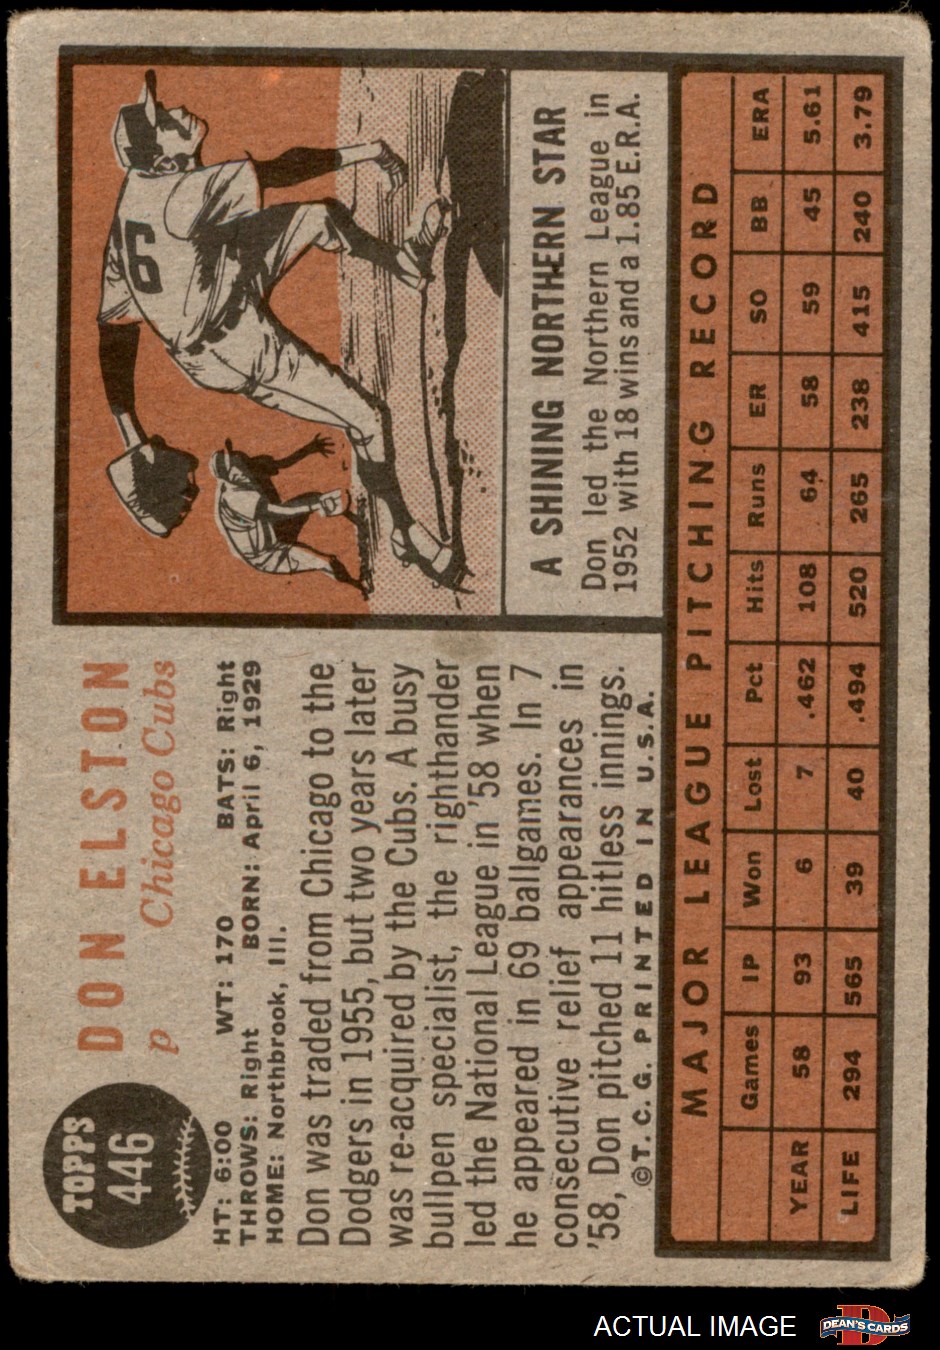 TOPPS
446
DON ELSTON
p Chicago Cubs
HT: 6:00 WT: 170 BATS: Right
THROWS: Right BORN: April 6, 1929
HOME: Northbrook, Ill.
Don was traded from Chicago to the
Dodgers in 1955, but two years later
was re-acquired by the Cubs. A busy
bullpen specialist, the righthander
led the National League in '58 when
he appeared in 69 ballgames. In 7
consecutive relief appearances in
'58, Don pitched 11 hitless innings.
©T. C. G. PRINTED IN U.S.A.
6
A SHINING NORTHERN STAR
Don led the Northern League in
1952 with 18 wins and a 1.85 E.R.A.
MAJOR LEAGUE PITCHING RECORD
Games IP Won Lost Pct Hits Runs ER SO BB ERA
YEAR 58 93 6 7 .462 108 64 58 59 45 5.61
LIFE 294 565 39 40 .494 520 265 238 415 240 3.79
ACTUAL IMAGE
D
DEAN'S CARDS